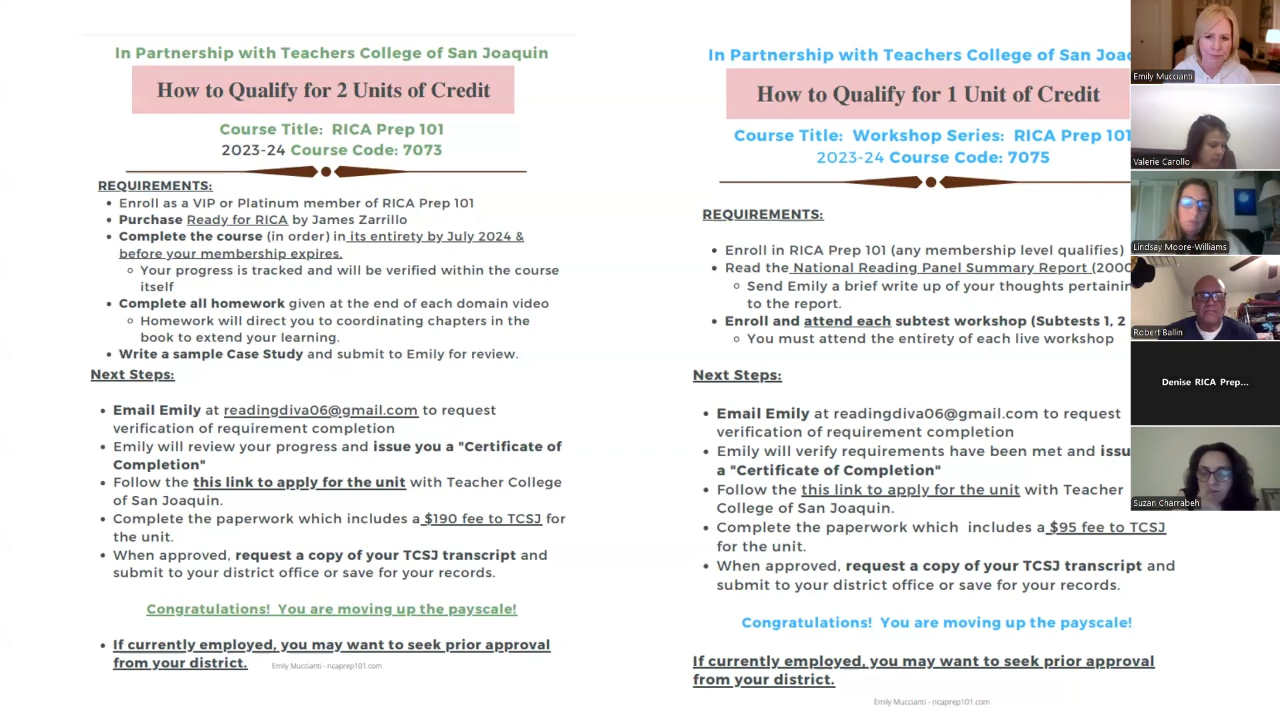 In Partnership with Teachers College of San Joaquin
How to Qualify for 2 Units of Credit
Course Title: RICA Prep 101
2023-24 Course Code: 7073
REQUIREMENTS:
• Enroll as a VIP or Platinum member of RICA Prep 101
• Purchase Ready for RICA by James Zarrillo
• Complete the course (in order) in its entirety by July 2024 &
before your membership expires.
◦ Your progress is tracked and will be verified within the course
itself
• Complete all homework given at the end of each domain video
◦ Homework will direct you to coordinating chapters in the
book to extend your learning.
• Write a sample Case Study and submit to Emily for review.
Next Steps:
• Email Emily at readingdiva06@gmail.com to request
verification of requirement completion
• Emily will review your progress and issue you a "Certificate of
Completion"
• Follow the this link to apply for the unit with Teacher College
of San Joaquin.
• Complete the paperwork which includes a $190 fee to TCSJ for
the unit.
• When approved, request a copy of your TCSJ transcript and
submit to your district office or save for your records.
Congratulations! You are moving up the payscale!
• If currently employed, you may want to seek prior approval
from your district.
Emily Muccianti - ricaprep101.com
In Partnership with Teachers College of San Joaq
How to Qualify for 1 Unit of Credit
Course Title: Workshop Series: RICA Prep 101
2023-24 Course Code: 7075
REQUIREMENTS:
• Enroll in RICA Prep 101 (any membership level qualifies)
• Read the National Reading Panel Summary Report (2000
◦ Send Emily a brief write up of your thoughts pertainin
to the report.
• Enroll and attend each subtest workshop (Subtests 1, 2
◦ You must attend the entirety of each live workshop
Next Steps:
• Email Emily at readingdiva06@gmail.com to request
verification of requirement completion
• Emily will verify requirements have been met and issu
a "Certificate of Completion"
• Follow the this link to apply for the unit with Teacher
College of San Joaquin.
• Complete the paperwork which includes a $95 fee to TCSJ
for the unit.
• When approved, request a copy of your TCSJ transcript and
submit to your district office or save for your records.
Congratulations! You are moving up the payscale!
If currently employed, you may want to seek prior approval
from your district.
Emily Muccianti - ricaprep101.com
Emily Muccianti
Valerie Carollo
Lindsay Moore-Williams
Robert Ballin
Denise RICA Prep...
Suzan Charrabeh